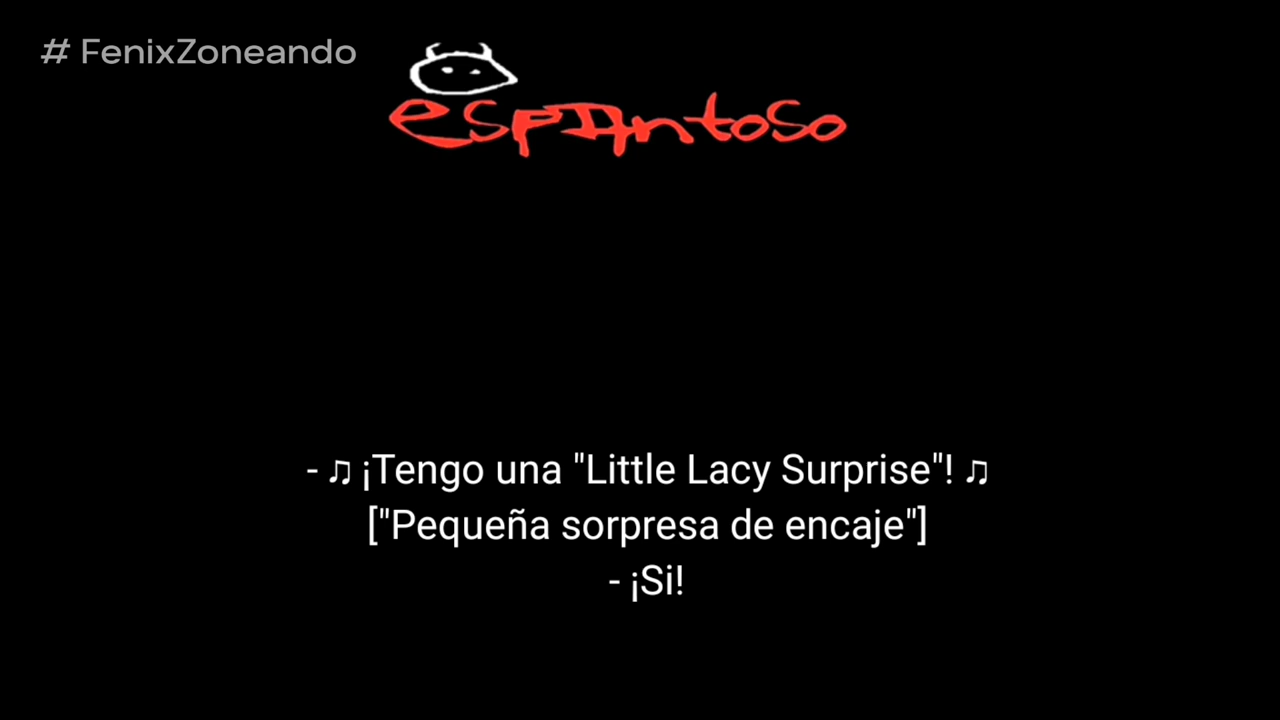 # FenixZoneando
espAntoso
- ♫ ¡Tengo una "Little Lacy Surprise"! ♫
["Pequeña sorpresa de encaje"]
- ¡Si!